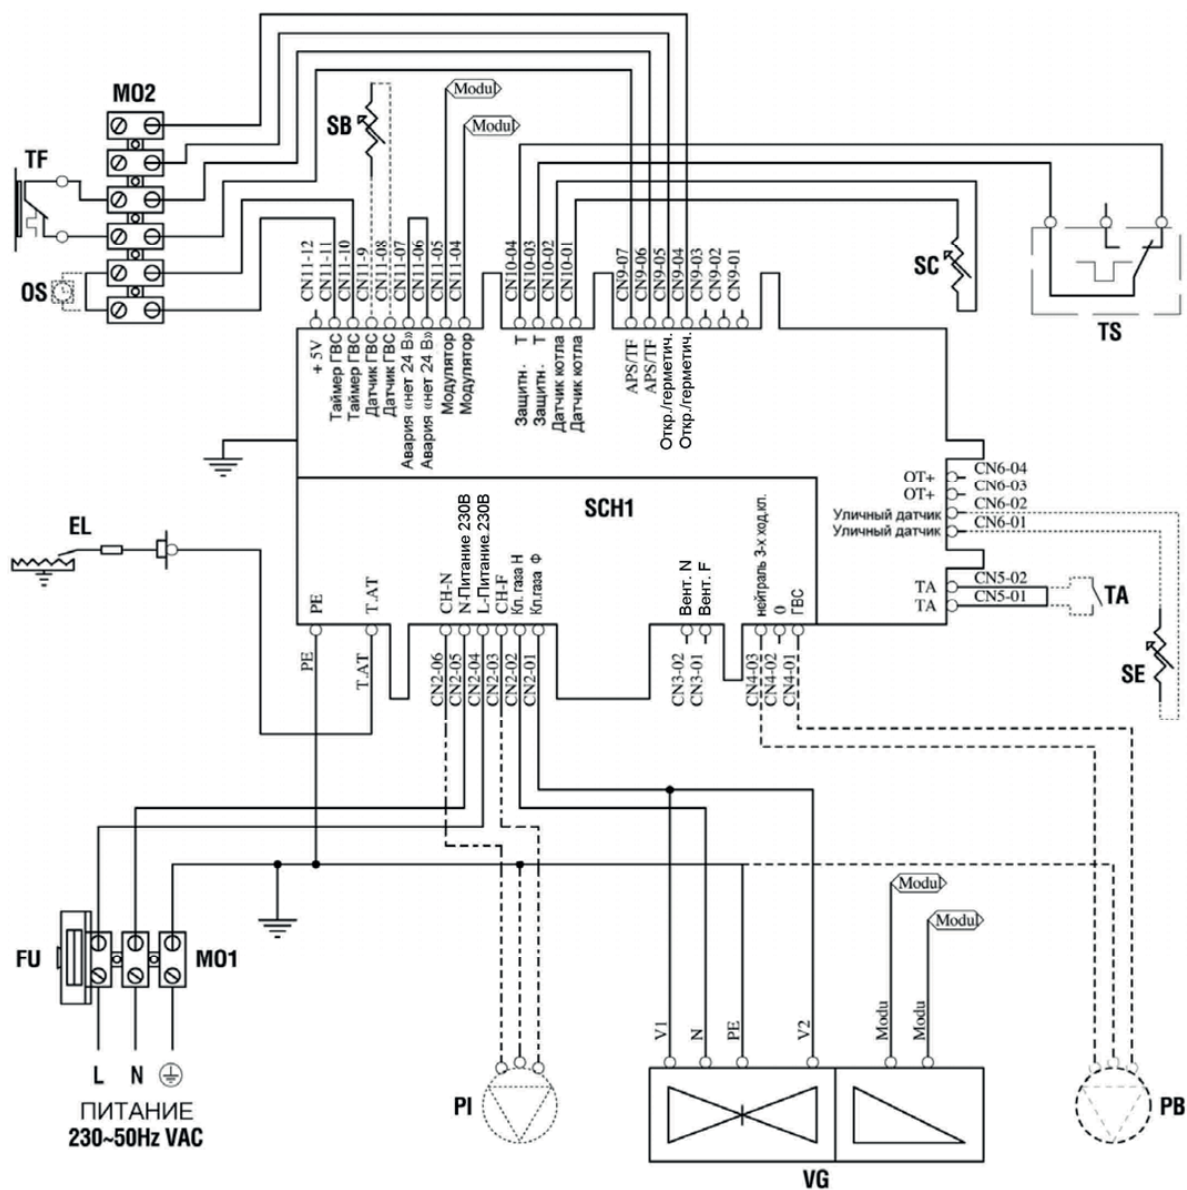 MO2
TF
OS
SB
Modul
Modul
SC
TS
CN11-12
CN11-11
CN11-10
CN11-9
CN11-08
CN11-07
CN11-06
CN11-05
CN11-04
CN10-04
CN10-03
CN10-02
CN10-01
CN9-07
CN9-06
CN9-05
CN9-04
CN9-03
CN9-02
CN9-01
+ 5V
Таймер ГВС
Таймер ГВС
Датчик ГВС
Датчик ГВС
Авария «нет 24 В»
Авария «нет 24 В»
Модулятор
Модулятор
Защитн. Т
Защитн. Т
Датчик котла
Датчик котла
APS/TF
APS/TF
Откр./герметич.
Откр./герметич.
OT+
CN6-04
OT+
CN6-03
Уличный датчик
CN6-02
Уличный датчик
CN6-01
TA
CN5-02
TA
CN5-01
TA
SE
SCH1
EL
PE
T.AT
CH-N
N-Питание 230В
L-Питание.230В
CH-F
Кл. газа Н
Кл.газа Ф
Вент. N
Вент. F
нейтраль 3-х ход.кл.
0
ГВС
PE
T.AT
CN2-06
CN2-05
CN2-04
CN2-03
CN2-02
CN2-01
CN3-02
CN3-01
CN4-03
CN4-02
CN4-01
FU
MO1
L
N
ПИТАНИЕ
230~50Hz VAC
PI
V1
N
PE
V2
Modul
Modul
Modu
Modu
VG
PB